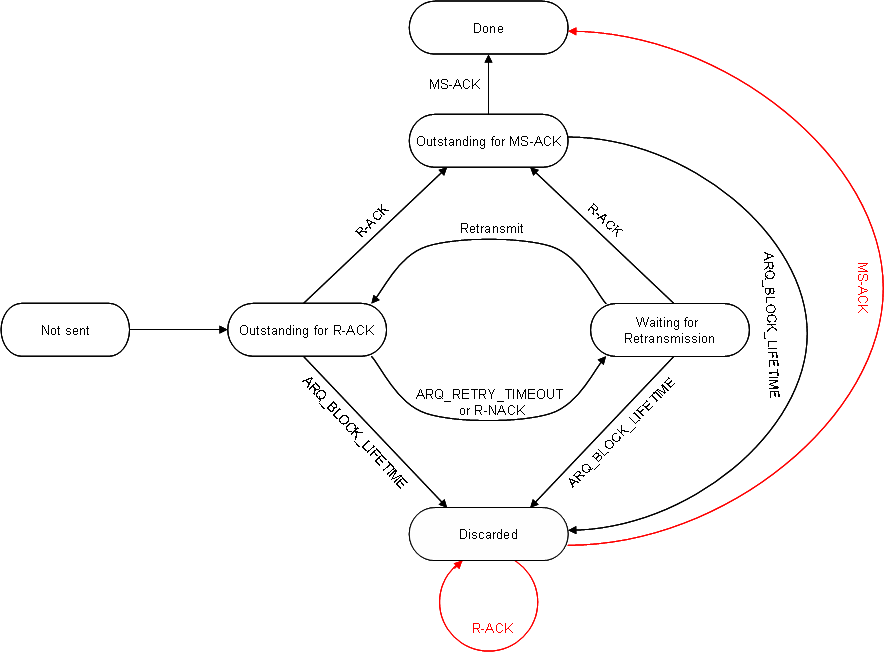 Done
MS-ACK
Outstanding for MS-ACK
R-ACK
R-ACK
Retransmit
ARQ_BLOCK_LIFETIME
MS-ACK
Not sent
Outstanding for R-ACK
Waiting for
Retransmission
ARQ_RETRY_TIMEOUT
or R-NACK
ARQ_BLOCK_LIFETIME
ARQ_BLOCK_LIFETIME
Discarded
R-ACK